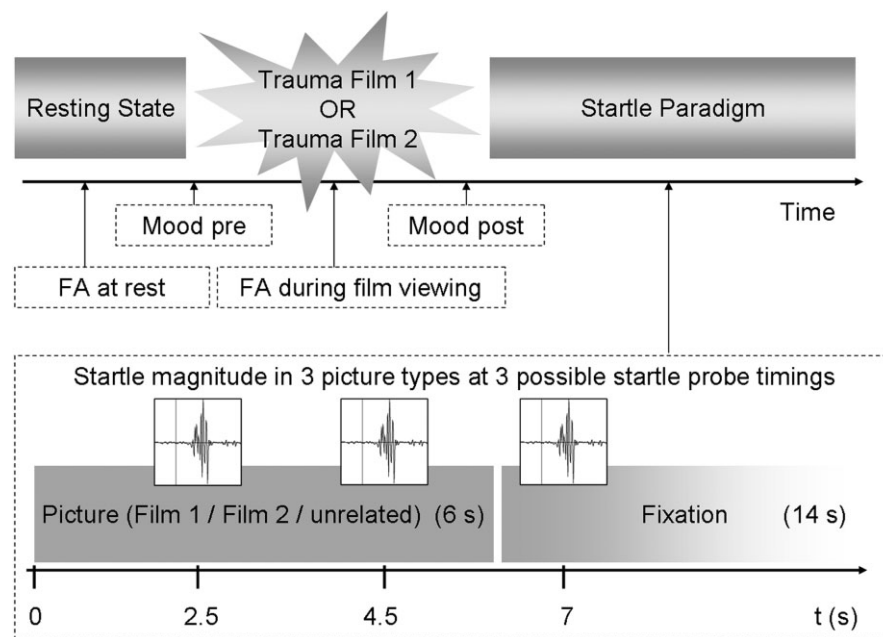 Resting State
Trauma Film 1
OR
Trauma Film 2
Startle Paradigm
Time
Mood pre
Mood post
FA at rest
FA during film viewing
Startle magnitude in 3 picture types at 3 possible startle probe timings
Picture (Film 1 / Film 2 / unrelated) (6 s)
Fixation (14 s)
0 2.5 4.5 7 t (s)